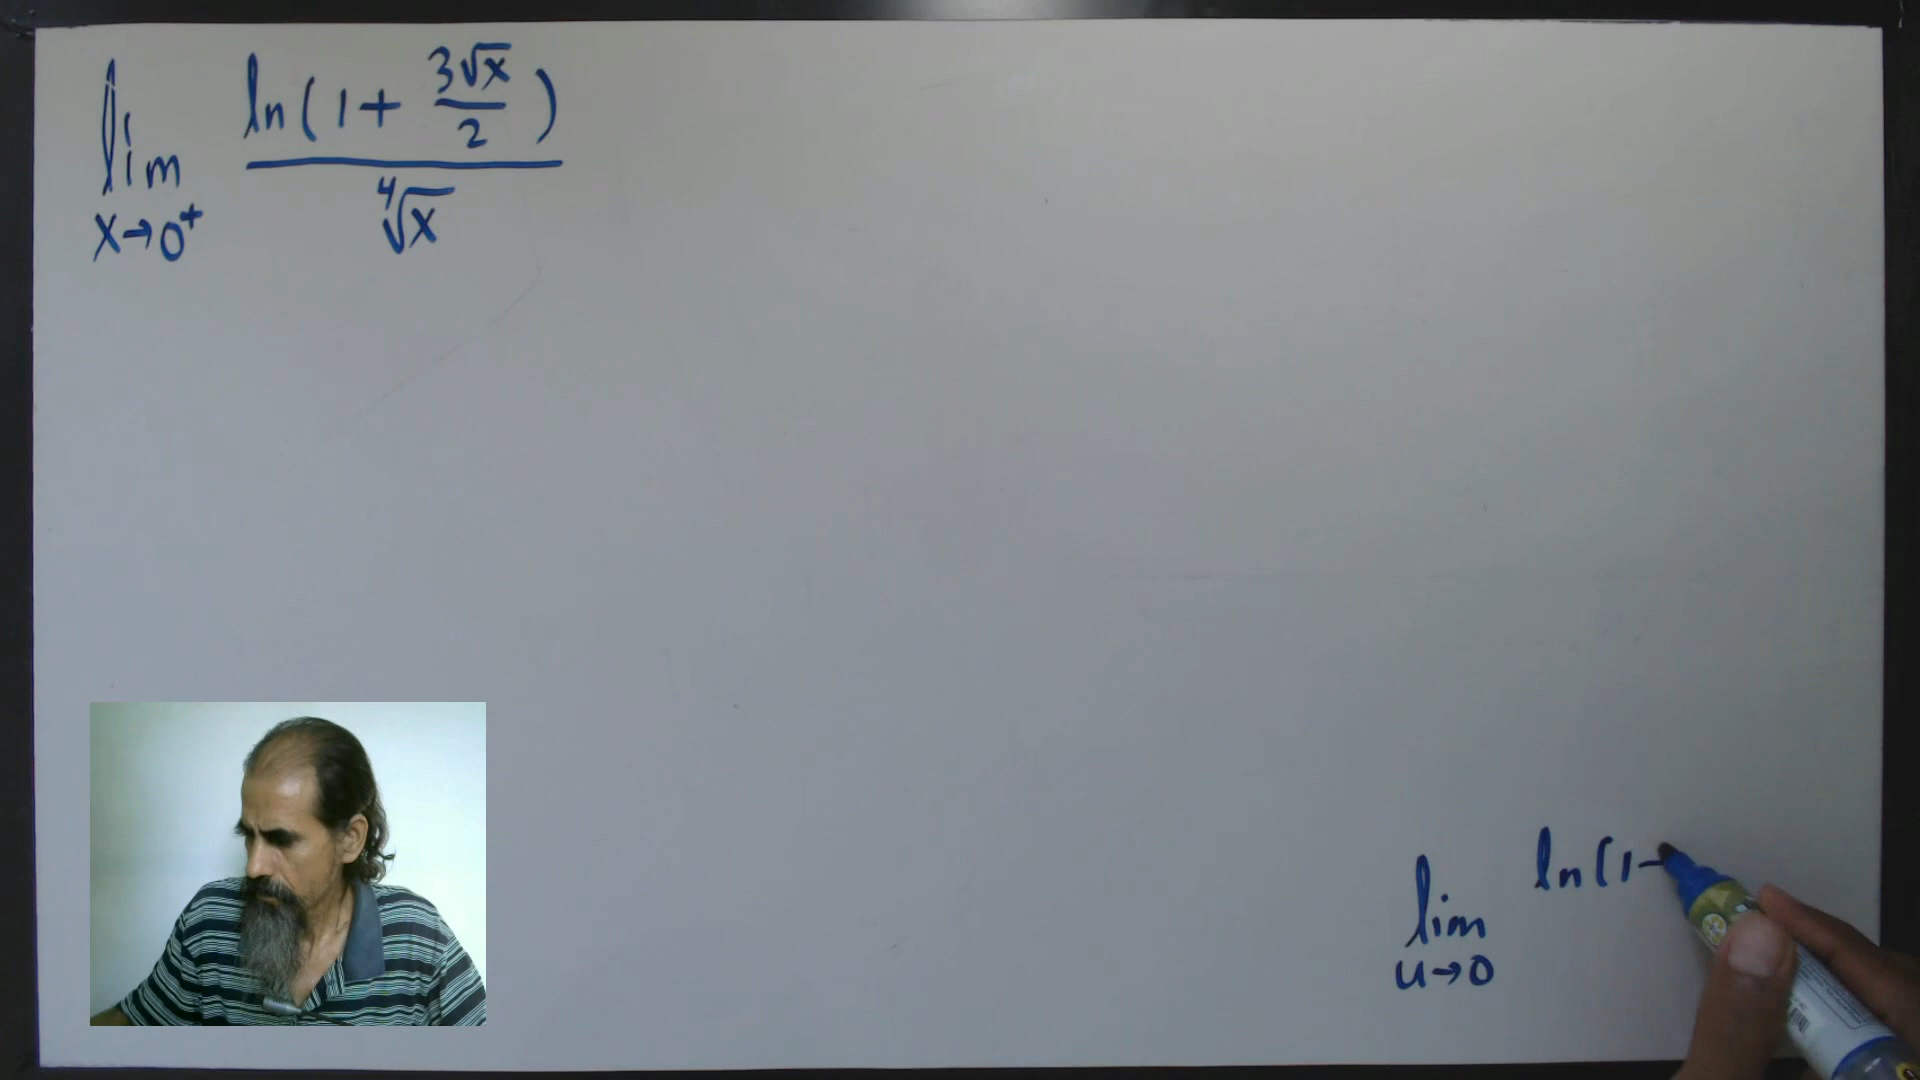 lim x→0⁺ ln(1 + 3√x / 2) / ⁴√x
lim u→0 ln(1